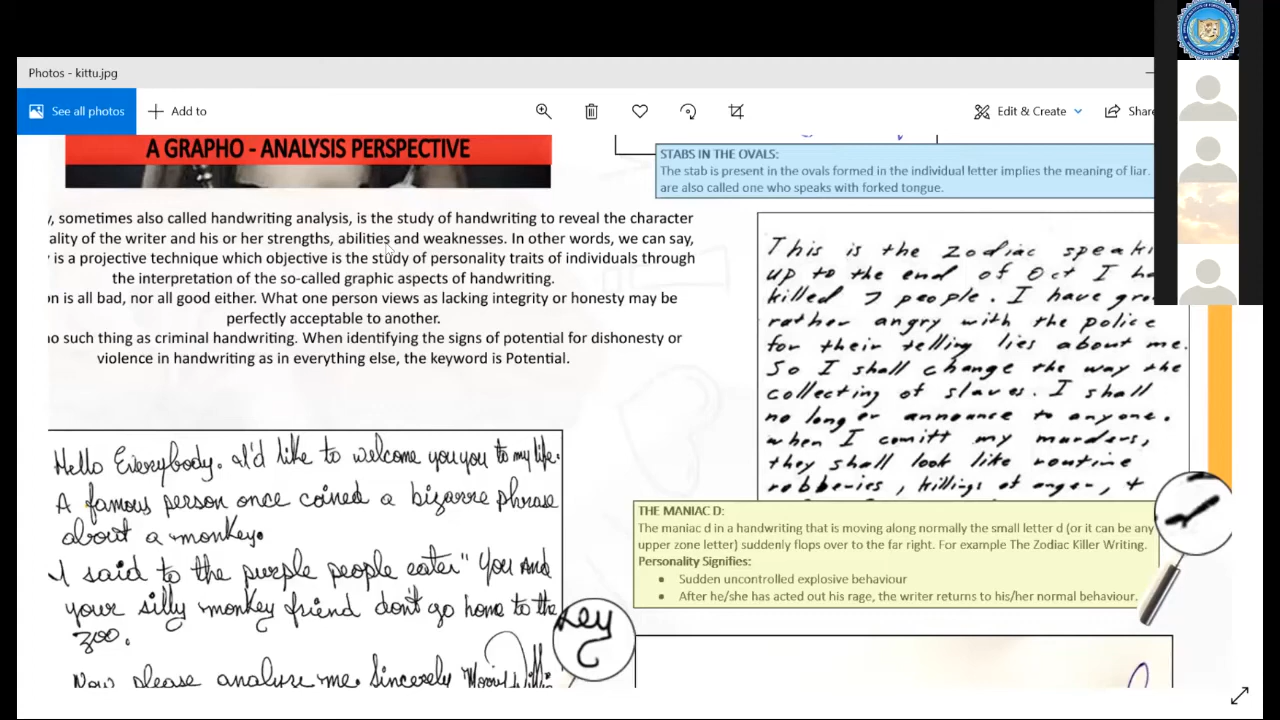 Photos - kittu.jpg
See all photos
Add to
Edit & Create
Share
A GRAPHO - ANALYSIS PERSPECTIVE
, sometimes also called handwriting analysis, is the study of handwriting to reveal the character
ality of the writer and his or her strengths, abilities and weaknesses. In other words, we can say,
is a projective technique which objective is the study of personality traits of individuals through
the interpretation of the so-called graphic aspects of handwriting.
on is all bad, nor all good either. What one person views as lacking integrity or honesty may be
perfectly acceptable to another.
no such thing as criminal handwriting. When identifying the signs of potential for dishonesty or
violence in handwriting as in everything else, the keyword is Potential.
Hello Everybody. I'd like to welcome you you to my life.
A famous person once coined a bizarre phrase
about a monkey.
I said to the purple people eater "You and
your silly monkey friend don't go home to the
zoo.
Now please analyze me. Sincerely
key
STABS IN THE OVALS:
The stab is present in the ovals formed in the individual letter implies the meaning of liar.
are also called one who speaks with forked tongue.
This is the Zodiac speaki
up to the end of Oct I ha
killed 7 people. I have gro
rather angry with the police
for their telling lies about me.
So I shall change the way the
collecting of slaves. I shall
no longer announce to anyone.
when I comitt my murders,
they shall look like routine
robberies, killings of anger, +
THE MANIAC D:
The maniac d in a handwriting that is moving along normally the small letter d (or it can be any
upper zone letter) suddenly flops over to the far right. For example The Zodiac Killer Writing.
Personality Signifies:
• Sudden uncontrolled explosive behaviour
• After he/she has acted out his rage, the writer returns to his/her normal behaviour.